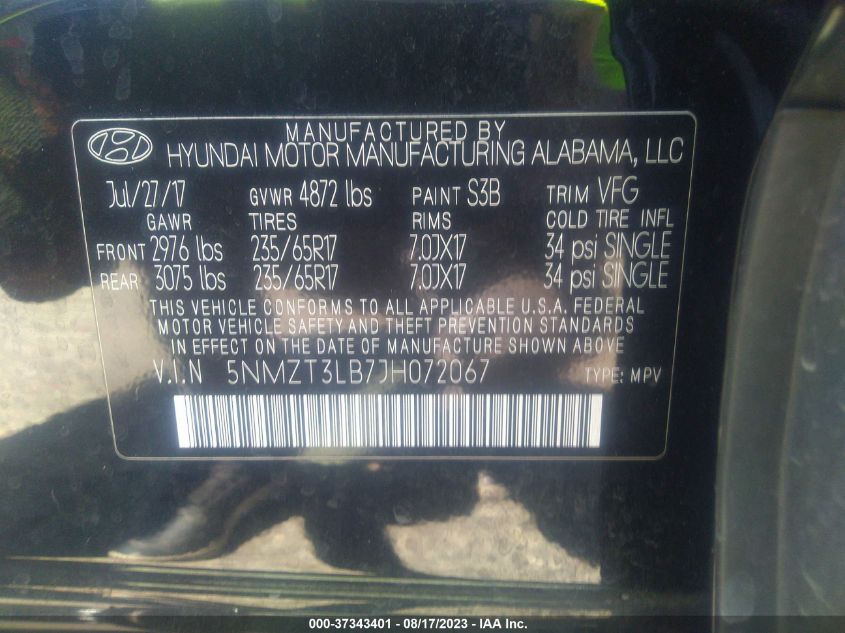 MANUFACTURED BY
HYUNDAI MOTOR MANUFACTURING ALABAMA, LLC
Jul/27/17 GVWR 4872 lbs PAINT S3B TRIM VFG
GAWR TIRES RIMS COLD TIRE INFL
FRONT 2976 lbs 235/65R17 7.0JX17 34 psi SINGLE
REAR 3075 lbs 235/65R17 7.0JX17 34 psi SINGLE
THIS VEHICLE CONFORMS TO ALL APPLICABLE U.S.A. FEDERAL
MOTOR VEHICLE SAFETY AND THEFT PREVENTION STANDARDS
IN EFFECT ON THE DATE OF MANUFACTURE SHOWN ABOVE.
V.I.N 5NMZT3LB7JH072067 TYPE: MPV
000-37343401 - 08/17/2023 - IAA Inc.